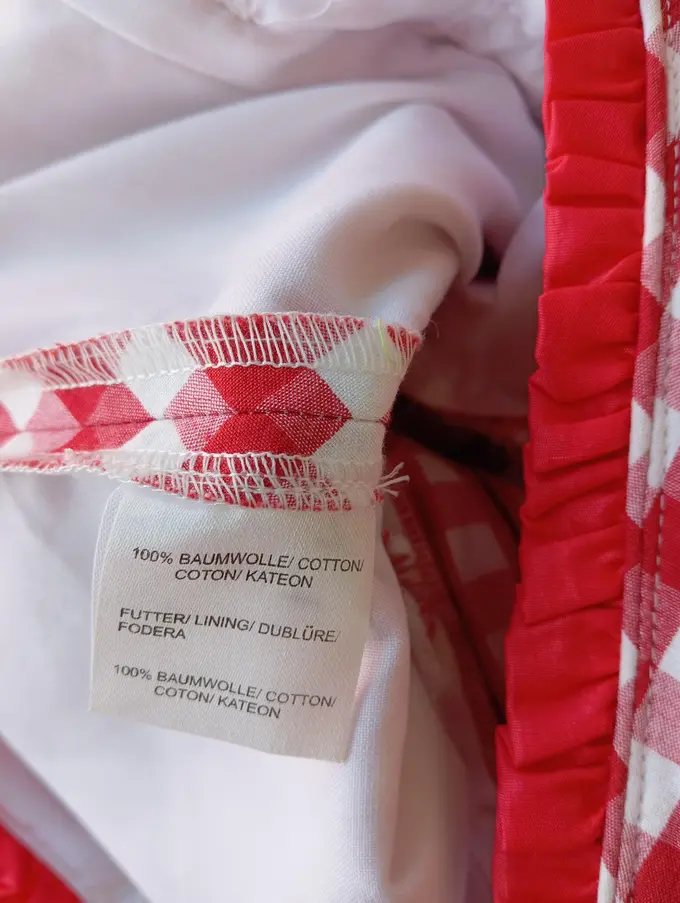 100% BAUMWOLLE/ COTTON/
COTON/ KATEON
FUTTER/ LINING/ DUBLÜRE/
FODERA
100% BAUMWOLLE/ COTTON/
COTON/ KATEON